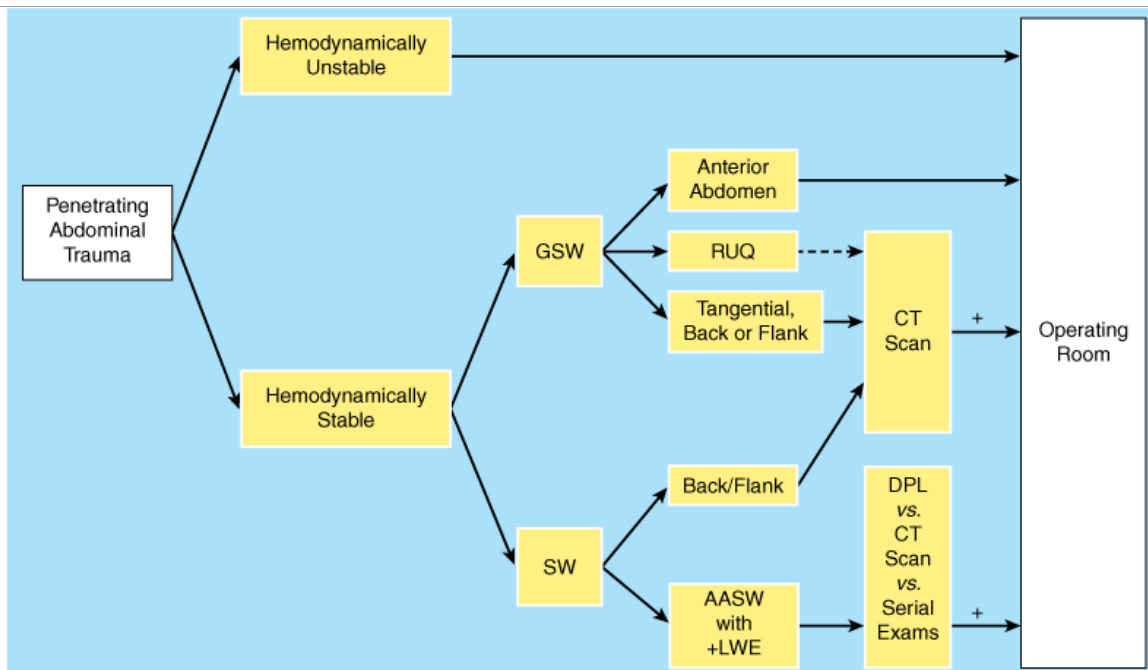 Hemodynamically
Unstable
Penetrating
Abdominal
Trauma
Hemodynamically
Stable
GSW
SW
Anterior
Abdomen
RUQ
Tangential,
Back or Flank
Back/Flank
AASW
with
+LWE
CT
Scan
+
DPL
vs.
CT
Scan
vs.
Serial
Exams
+
Operating
Room